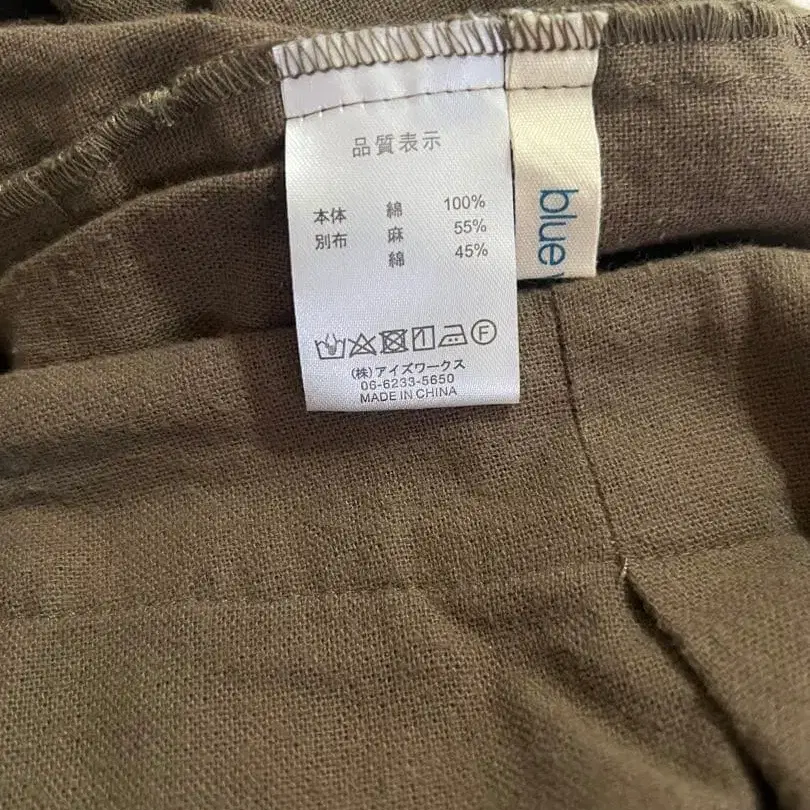 品質表示
本体 綿 100%
別布 麻 55%
綿 45%
F
(株)アイズワークス
06-6233-5650
MADE IN CHINA
blue